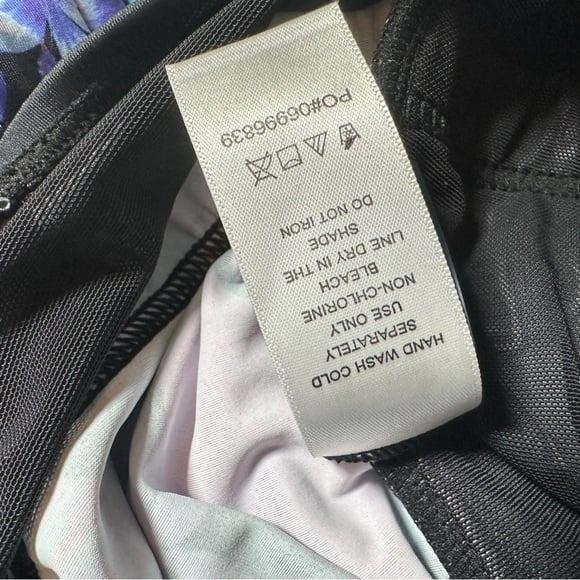 HAND WASH COLD
SEPARATELY
USE ONLY
NON-CHLORINE
BLEACH
LINE DRY IN THE
SHADE
DO NOT IRON
PO#06996839